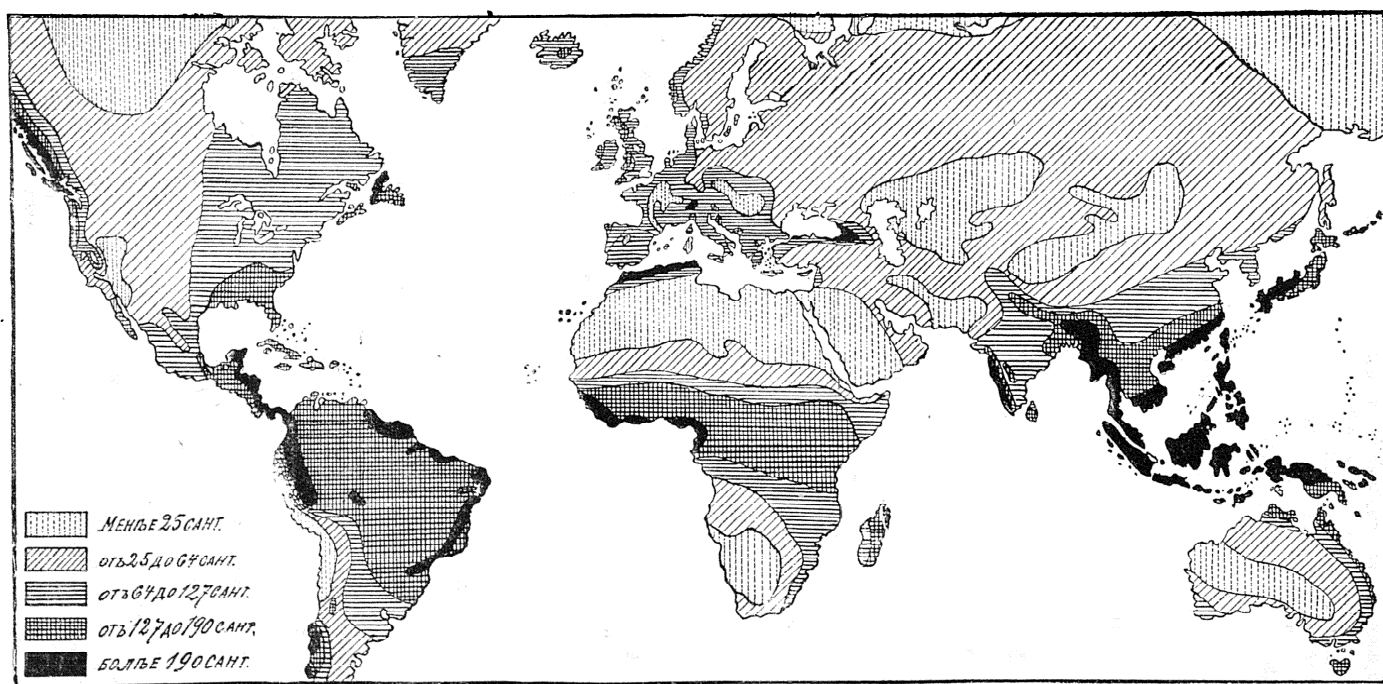 МЕНѢЕ 25 САНТ.
ОТЪ 25 ДО 64 САНТ.
ОТЪ 64 ДО 127 САНТ.
ОТЪ 127 ДО 190 САНТ.
БОЛѢЕ 190 САНТ.